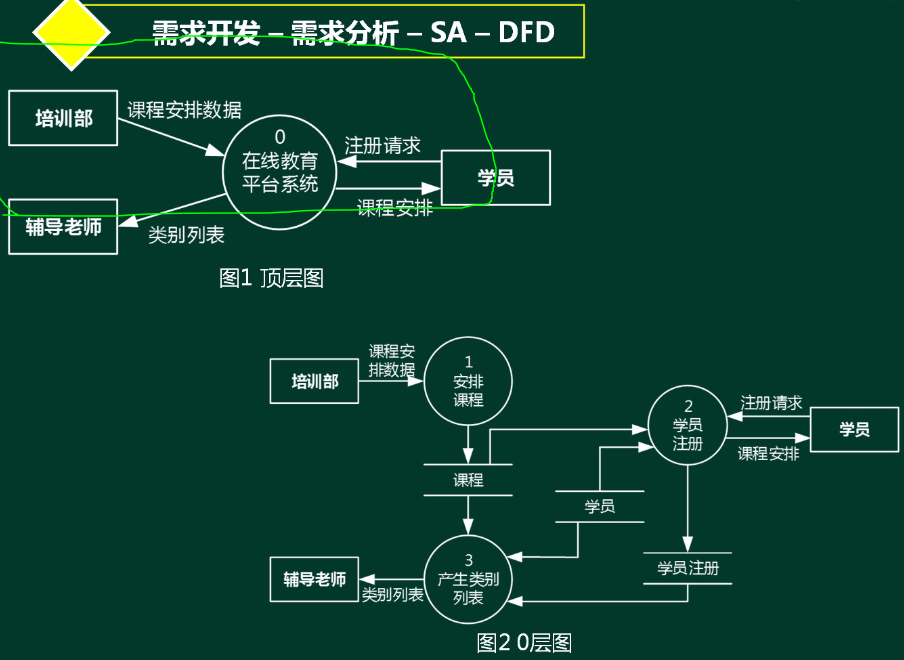 需求开发 – 需求分析 – SA – DFD
培训部
课程安排数据
0
在线教育
平台系统
注册请求
学员
课程安排
辅导老师
类别列表
图1 顶层图
培训部
课程安
排数据
1
安排
课程
2
学员
注册
注册请求
学员
课程安排
课程
学员
辅导老师
类别列表
3
产生类别
列表
学员注册
图2 0层图